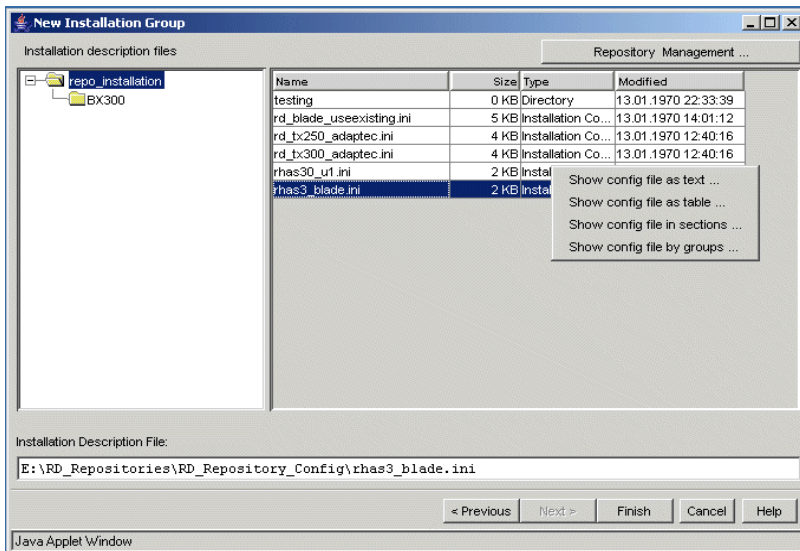 New Installation Group
Installation description files
Repository Management ...
repo_installation
BX300
Name Size Type Modified
testing 0 KB Directory 13.01.1970 22:33:39
rd_blade_useexisting.ini 5 KB Installation Co... 13.01.1970 14:01:12
rd_tx250_adaptec.ini 4 KB Installation Co... 13.01.1970 12:40:16
rd_tx300_adaptec.ini 4 KB Installation Co... 13.01.1970 12:40:16
rhas30_u1.ini 2 KB Instal
rhas3_blade.ini 2 KB Instal
Show config file as text ...
Show config file as table ...
Show config file in sections ...
Show config file by groups ...
Installation Description File:
E:\RD_Repositories\RD_Repository_Config\rhas3_blade.ini
< Previous Next > Finish Cancel Help
Java Applet Window